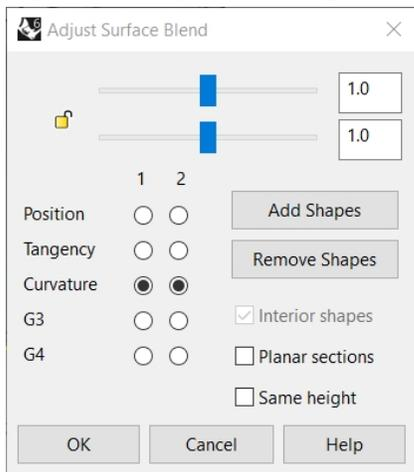 Adjust Surface Blend
1.0
1.0
1 2
Position
Add Shapes
Tangency
Remove Shapes
Curvature
Interior shapes
G3
G4
Planar sections
Same height
OK Cancel Help